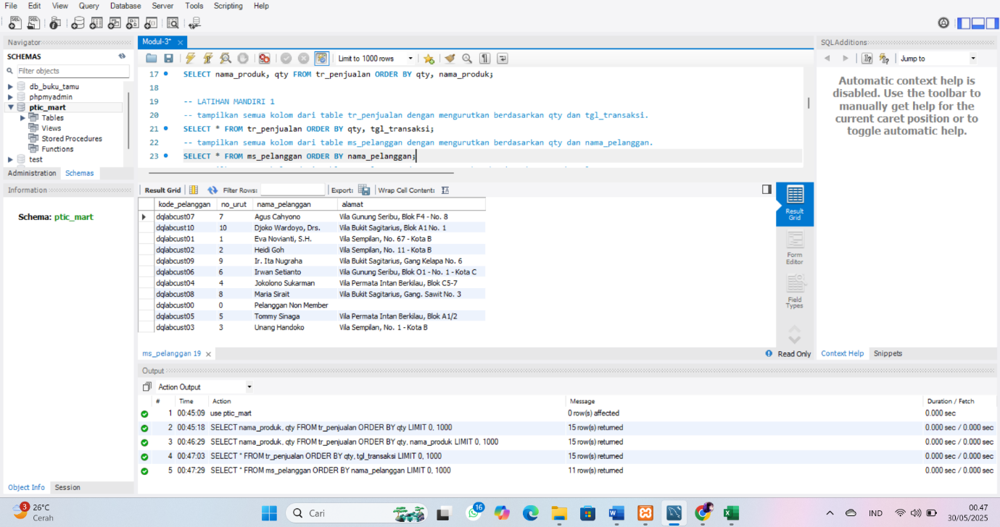 File Edit View Query Database Server Tools Scripting Help
Navigator
SCHEMAS
Filter objects
db_buku_tamu
phpmyadmin
ptic_mart
Tables
Views
Stored Procedures
Functions
test
Administration Schemas
Information
Schema: ptic_mart
Object Info Session
Modul-3*
Limit to 1000 rows
17 SELECT nama_produk, qty FROM tr_penjualan ORDER BY qty, nama_produk;
18
19 -- LATIHAN MANDIRI 1
20 -- tampilkan semua kolom dari table tr_penjualan dengan mengurutkan berdasarkan qty dan tgl_transaksi.
21 SELECT * FROM tr_penjualan ORDER BY qty, tgl_transaksi;
22 -- tampilkan semua kolom dari table ms_pelanggan dengan mengurutkan berdasarkan qty dan nama_pelanggan.
23 SELECT * FROM ms_pelanggan ORDER BY nama_pelanggan;
Result Grid Filter Rows: Export: Wrap Cell Content:
kode_pelanggan no_urut nama_pelanggan alamat
dqlabcust07 7 Agus Cahyono Vila Gunung Seribu, Blok F4 - No. 8
dqlabcust10 10 Djoko Wardoyo, Drs. Vila Bukit Sagitarius, Blok A1 No. 1
dqlabcust01 1 Eva Novianti, S.H. Vila Sempilan, No. 67 - Kota B
dqlabcust02 2 Heidi Goh Vila Sempilan, No. 11 - Kota B
dqlabcust09 9 Ir. Ita Nugraha Vila Bukit Sagitarius, Gang Kelapa No. 6
dqlabcust06 6 Irwan Setianto Vila Gunung Seribu, Blok O1 - No. 1 - Kota C
dqlabcust04 4 Jokolono Sukarman Vila Permata Intan Berkilau, Blok C5-7
dqlabcust08 8 Maria Sirait Vila Bukit Sagitarius, Gang. Sawit No. 3
dqlabcust00 0 Pelanggan Non Member
dqlabcust05 5 Tommy Sinaga Vila Permata Intan Berkilau, Blok A1/2
dqlabcust03 3 Unang Handoko Vila Sempilan, No. 1 - Kota B
Result Grid
Form Editor
Field Types
ms_pelanggan 19
Read Only
SQLAdditions
Jump to
Automatic context help is
disabled. Use the toolbar to
manually get help for the
current caret position or to
toggle automatic help.
Context Help Snippets
Output
Action Output
# Time Action Message Duration / Fetch
1 00:45:09 use ptic_mart 0 row(s) affected 0.000 sec
2 00:45:18 SELECT nama_produk, qty FROM tr_penjualan ORDER BY qty LIMIT 0, 1000 15 row(s) returned 0.000 sec / 0.000 sec
3 00:46:29 SELECT nama_produk, qty FROM tr_penjualan ORDER BY qty, nama_produk LIMIT 0, 1000 15 row(s) returned 0.000 sec / 0.000 sec
4 00:47:03 SELECT * FROM tr_penjualan ORDER BY qty, tgl_transaksi LIMIT 0, 1000 15 row(s) returned 0.000 sec / 0.000 sec
5 00:47:29 SELECT * FROM ms_pelanggan ORDER BY nama_pelanggan LIMIT 0, 1000 11 row(s) returned 0.000 sec / 0.000 sec
3
26°C
Cerah
Cari
16
IND
00.47
30/05/2025